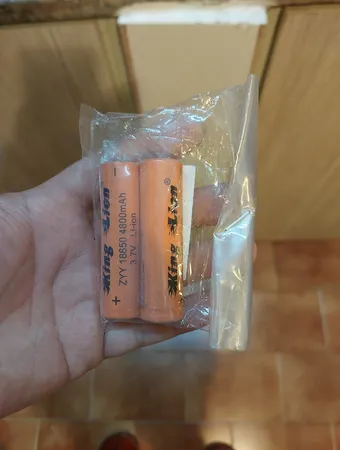 King Lion
ZYY 18650 4800mAh
3.7V Li-ion
+
-
King Lion